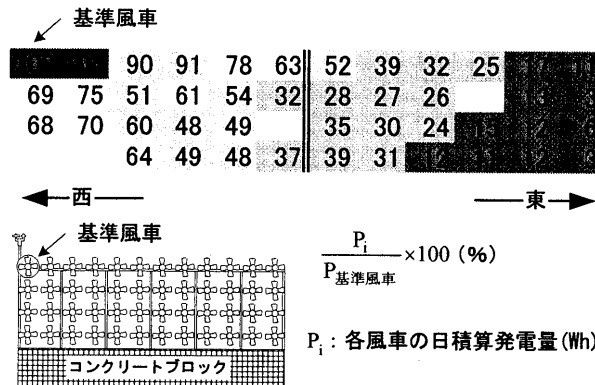 基準風車
90 91 78 63 52 39 32 25
69 75 51 61 54 32 28 27 26
68 70 60 48 49 35 30 24
64 49 48 37 39 31
西 東
基準風車
P_i / P_基準風車 ×100 (%)
P_i : 各風車の日積算発電量(Wh)
コンクリートブロック